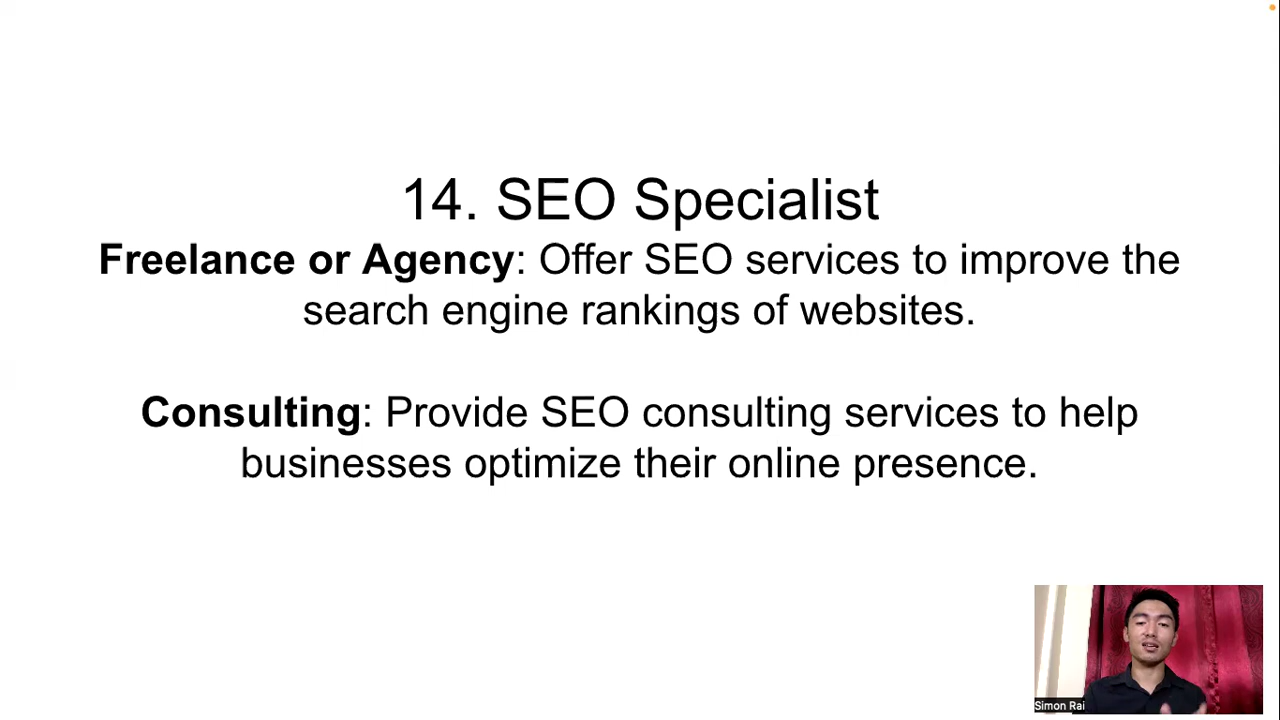 14. SEO Specialist
Freelance or Agency: Offer SEO services to improve the
search engine rankings of websites.
Consulting: Provide SEO consulting services to help
businesses optimize their online presence.
Simon Rai